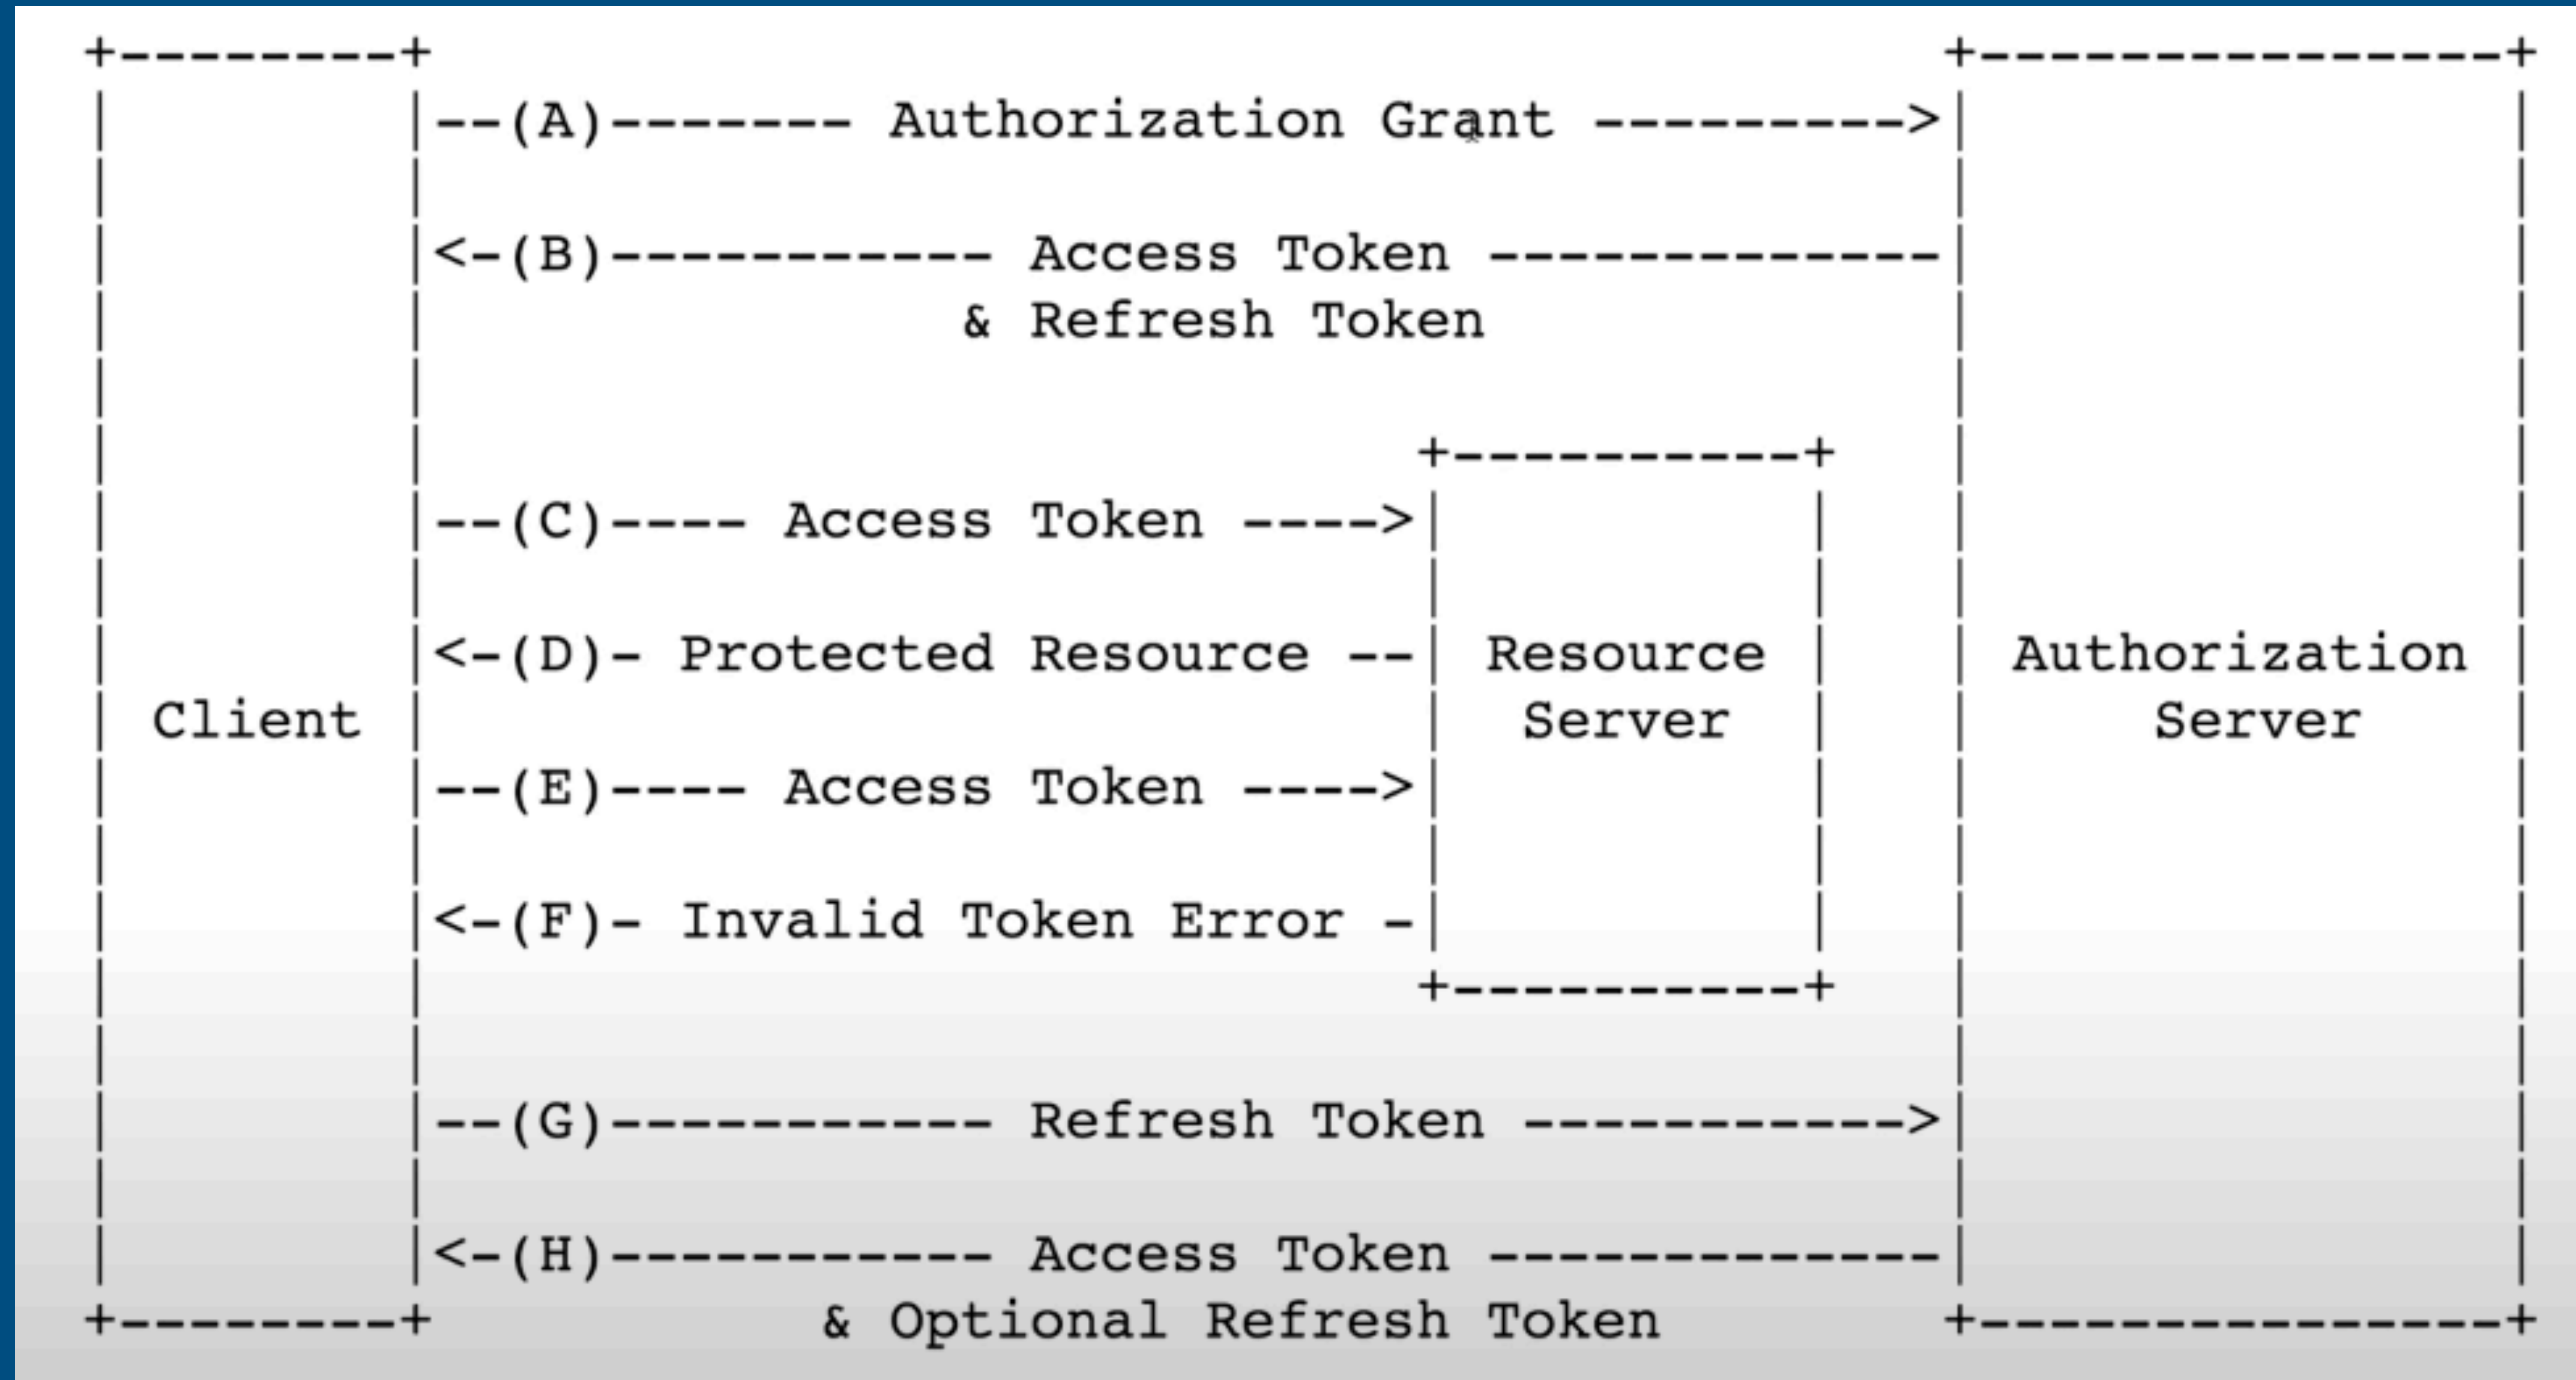 +--------+                                           +---------------+
|        |--(A)------- Authorization Grant --------->|               |
|        |                                           |               |
|        |<-(B)----------- Access Token -------------|               |
|        |               & Refresh Token             |               |
|        |                                           |               |
|        |                            +----------+   |               |
|        |--(C)---- Access Token ---->|          |   |               |
|        |                            |          |   |               |
|        |<-(D)- Protected Resource --| Resource |   | Authorization |
| Client |                            |  Server  |   |     Server    |
|        |--(E)---- Access Token ---->|          |   |               |
|        |                            |          |   |               |
|        |<-(F)- Invalid Token Error -|          |   |               |
|        |                            +----------+   |               |
|        |                                           |               |
|        |--(G)----------- Refresh Token ----------->|               |
|        |                                           |               |
|        |<-(H)----------- Access Token -------------|               |
+--------+           & Optional Refresh Token        +---------------+